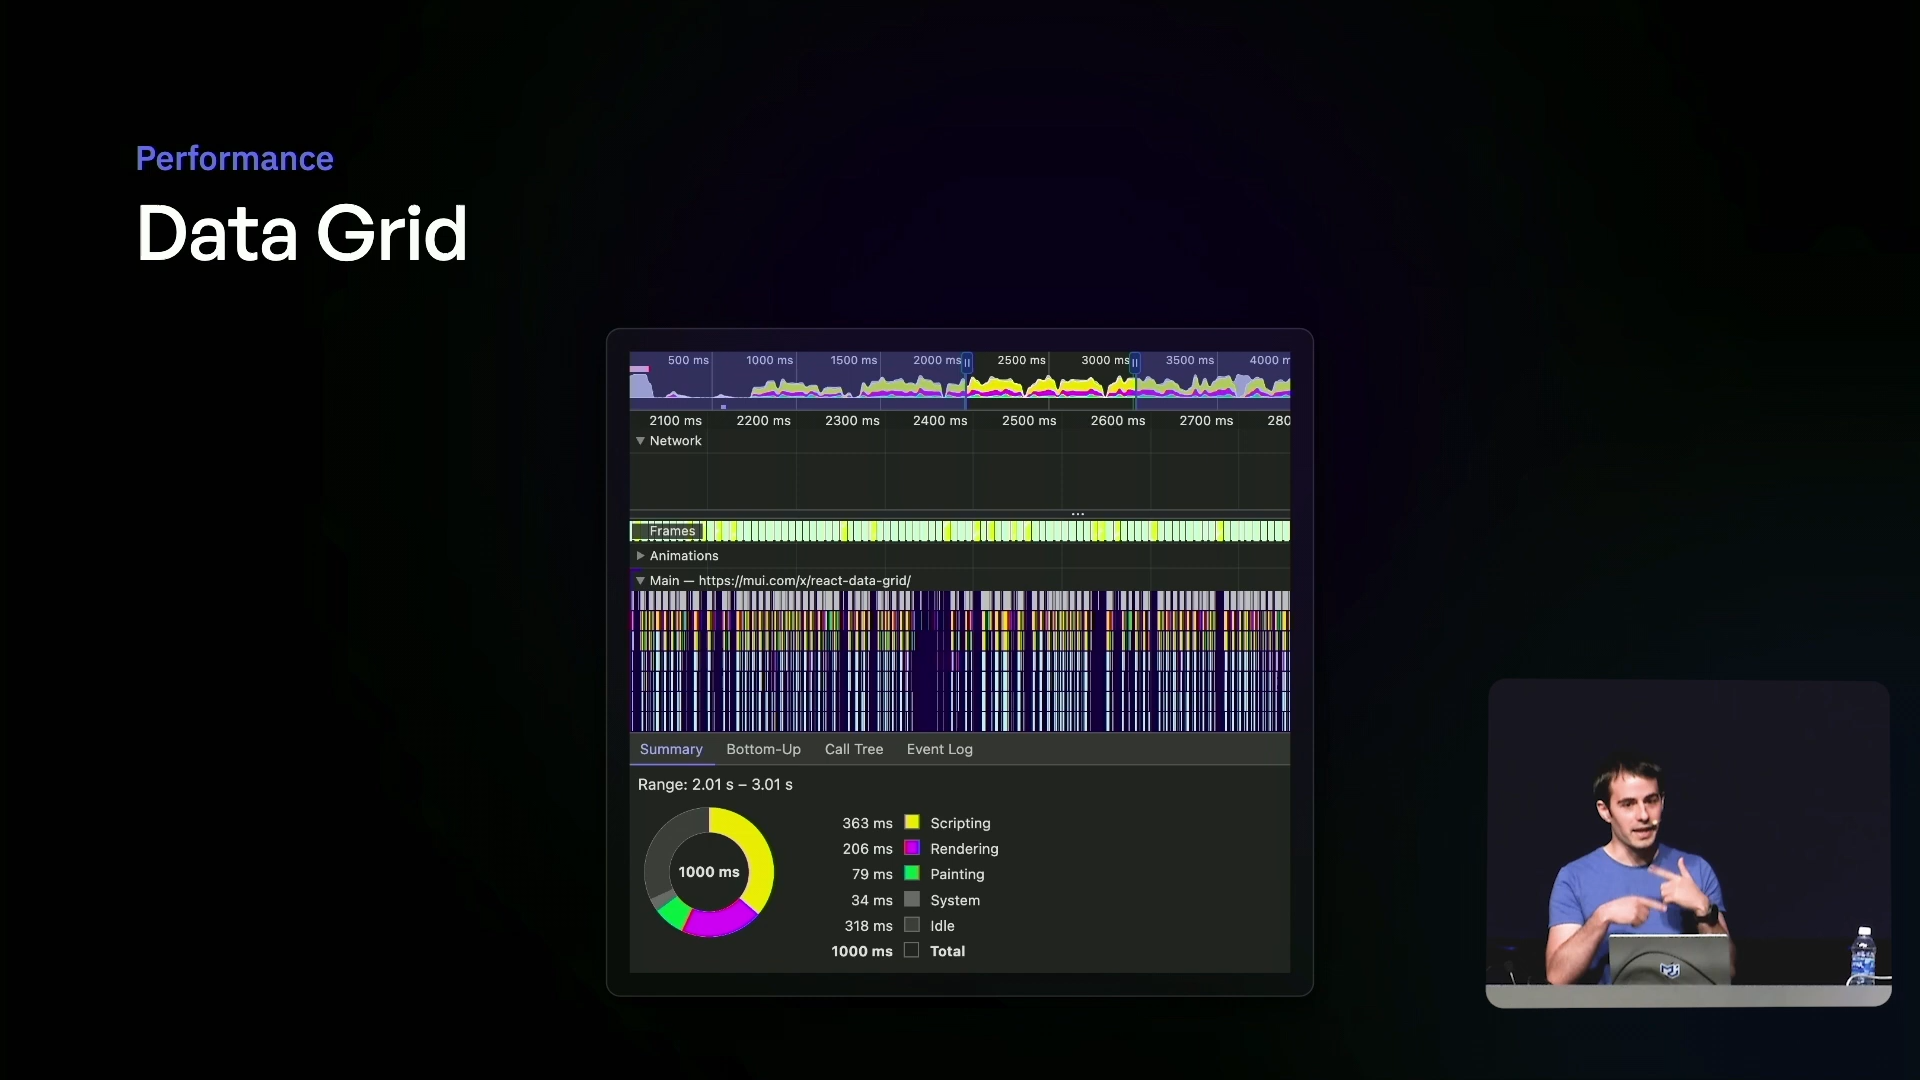 Performance
Data Grid
500 ms 1000 ms 1500 ms 2000 ms 2500 ms 3000 ms 3500 ms 4000 m
2100 ms 2200 ms 2300 ms 2400 ms 2500 ms 2600 ms 2700 ms 280
Network
...
Frames
Animations
Main — https://mui.com/x/react-data-grid/
Summary Bottom-Up Call Tree Event Log
Range: 2.01 s – 3.01 s
1000 ms
363 ms Scripting
206 ms Rendering
79 ms Painting
34 ms System
318 ms Idle
1000 ms Total